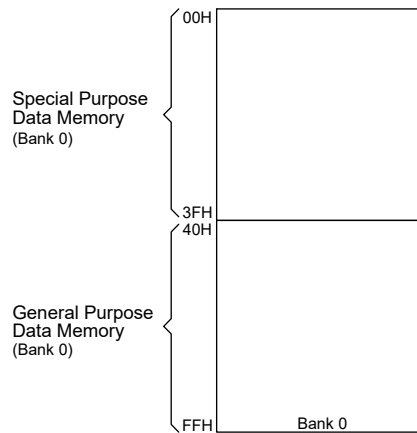 00H
Special Purpose
Data Memory
(Bank 0)
3FH
40H
General Purpose
Data Memory
(Bank 0)
FFH
Bank 0